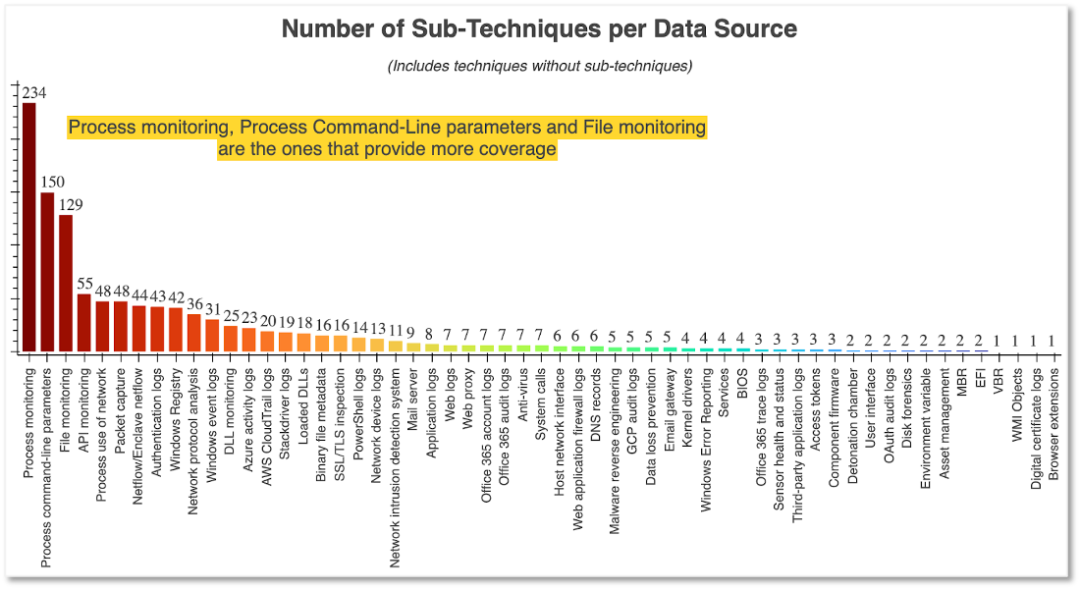 Number of Sub-Techniques per Data Source
(Includes techniques without sub-techniques)
Process monitoring, Process Command-Line parameters and File monitoring
are the ones that provide more coverage
234
150
129
55
48
48
44
43
42
36
31
25
23
20
19
18
16
16
14
13
11
9
8
7
7
7
7
7
7
6
6
6
5
5
5
5
4
4
4
4
3
3
3
3
3
2
2
2
2
2
2
2
2
1
1
1
1
Process monitoring
Process command-line parameters
File monitoring
API monitoring
Process use of network
Packet capture
Netflow/Enclave netflow
Authentication logs
Windows Registry
Network protocol analysis
Windows event logs
DLL monitoring
Azure activity logs
AWS CloudTrail logs
Stackdriver logs
Loaded DLLs
Binary file metadata
SSL/TLS inspection
PowerShell logs
Network device logs
Network intrusion detection system
Mail server
Application logs
Web logs
Web proxy
Office 365 account logs
Office 365 audit logs
Anti-virus
System calls
Host network interface
Web application firewall logs
DNS records
Malware reverse engineering
GCP audit logs
Data loss prevention
Email gateway
Kernel drivers
Windows Error Reporting
Services
BIOS
Office 365 trace logs
Sensor health and status
Third-party application logs
Access tokens
Component firmware
Detonation chamber
User interface
OAuth audit logs
Disk forensics
Environment variable
Asset management
MBR
EFI
VBR
WMI Objects
Digital certificate logs
Browser extensions